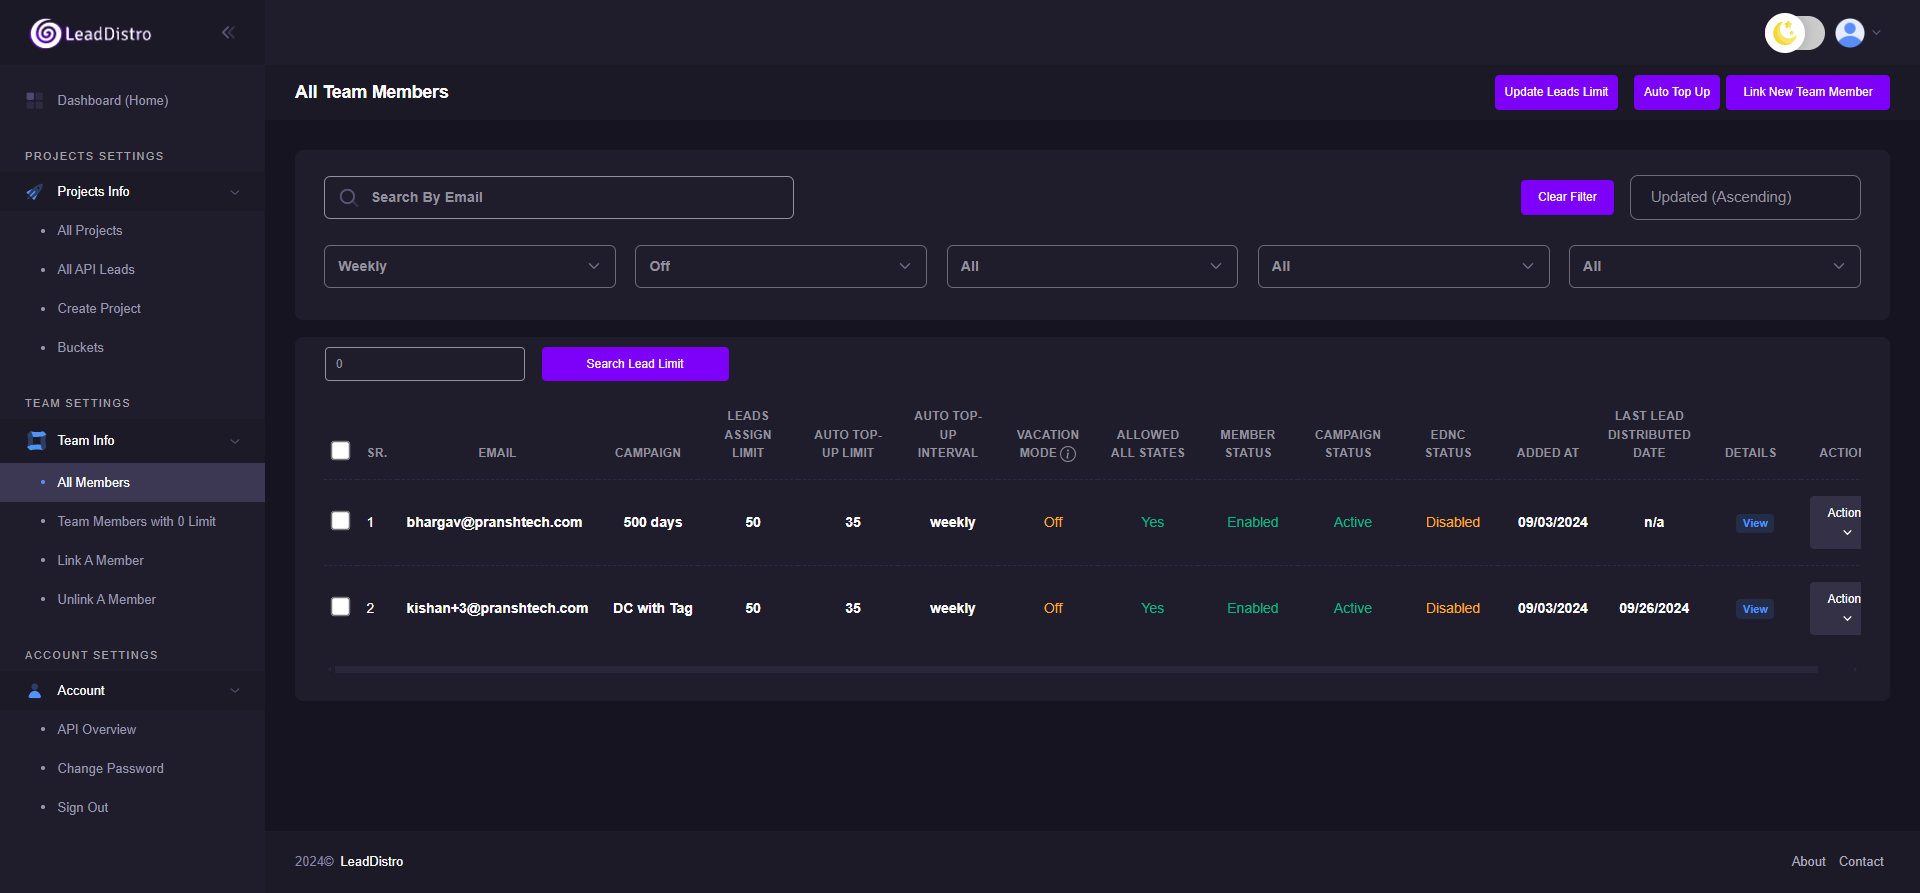 LeadDistro
Dashboard (Home)
PROJECTS SETTINGS
Projects Info
All Projects
All API Leads
Create Project
Buckets
TEAM SETTINGS
Team Info
All Members
Team Members with 0 Limit
Link A Member
Unlink A Member
ACCOUNT SETTINGS
Account
API Overview
Change Password
Sign Out
All Team Members
Update Leads Limit Auto Top Up Link New Team Member
Search By Email Clear Filter Updated (Ascending)
Weekly Off All All All
0 Search Lead Limit
SR. EMAIL CAMPAIGN LEADS ASSIGN LIMIT AUTO TOP-UP LIMIT AUTO TOP-UP INTERVAL VACATION MODE i ALLOWED ALL STATES MEMBER STATUS CAMPAIGN STATUS EDNC STATUS ADDED AT LAST LEAD DISTRIBUTED DATE DETAILS ACTION
1 bhargav@pranshtech.com 500 days 50 35 weekly Off Yes Enabled Active Disabled 09/03/2024 n/a View Action
2 kishan+3@pranshtech.com DC with Tag 50 35 weekly Off Yes Enabled Active Disabled 09/03/2024 09/26/2024 View Action
2024© LeadDistro About Contact